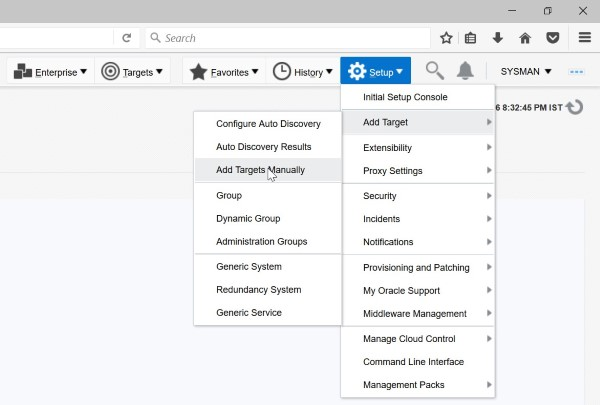 Search
Enterprise Targets Favorites History Setup SYSMAN
Initial Setup Console
6 8:32:45 PM IST
Add Target
Configure Auto Discovery
Auto Discovery Results
Extensibility
Add Targets Manually
Proxy Settings
Group
Security
Dynamic Group
Incidents
Administration Groups
Notifications
Generic System
Provisioning and Patching
Redundancy System
My Oracle Support
Generic Service
Middleware Management
Manage Cloud Control
Command Line Interface
Management Packs